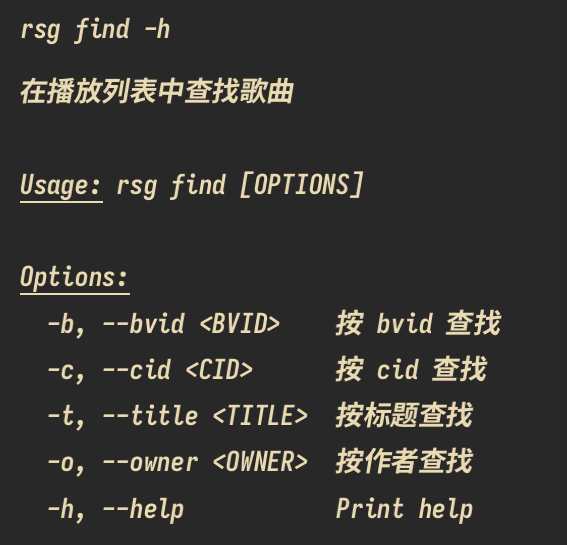 rsg find -h
在播放列表中查找歌曲
Usage: rsg find [OPTIONS]
Options:
-b, --bvid <BVID> 按 bvid 查找
-c, --cid <CID> 按 cid 查找
-t, --title <TITLE> 按标题查找
-o, --owner <OWNER> 按作者查找
-h, --help Print help